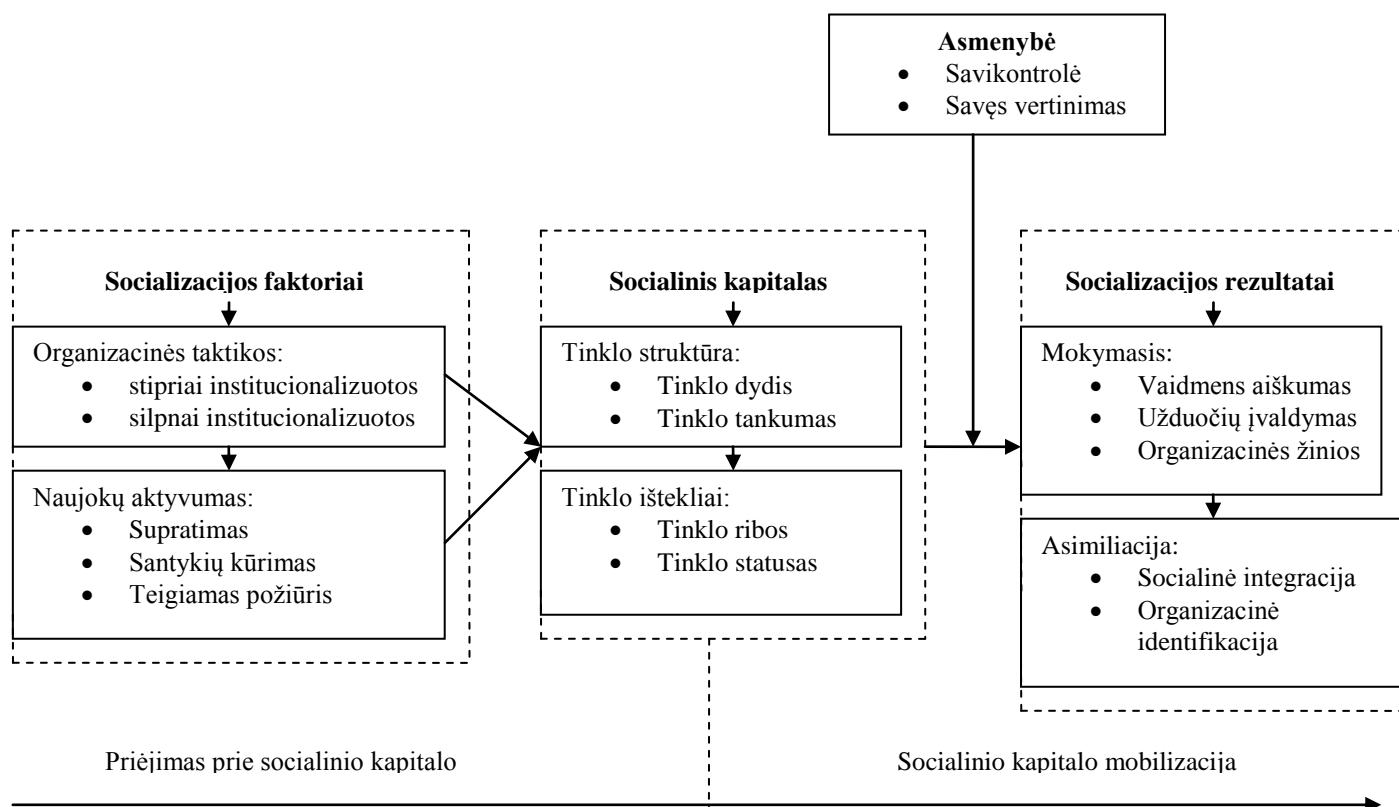 Asmenybė
• Savikontrolė
• Savęs vertinimas
Socializacijos faktoriai
Organizacinės taktikos:
• stipriai institucionalizuotos
• silpnai institucionalizuotos
Naujokų aktyvumas:
• Supratimas
• Santykių kūrimas
• Teigiamas požiūris
Socialinis kapitalas
Tinklo struktūra:
• Tinklo dydis
• Tinklo tankumas
Tinklo ištekliai:
• Tinklo ribos
• Tinklo statusas
Socializacijos rezultatai
Mokymasis:
• Vaidmens aiškumas
• Užduočių įvaldymas
• Organizacinės žinios
Asimiliacija:
• Socialinė integracija
• Organizacinė
identifikacija
Priėjimas prie socialinio kapitalo
Socialinio kapitalo mobilizacija